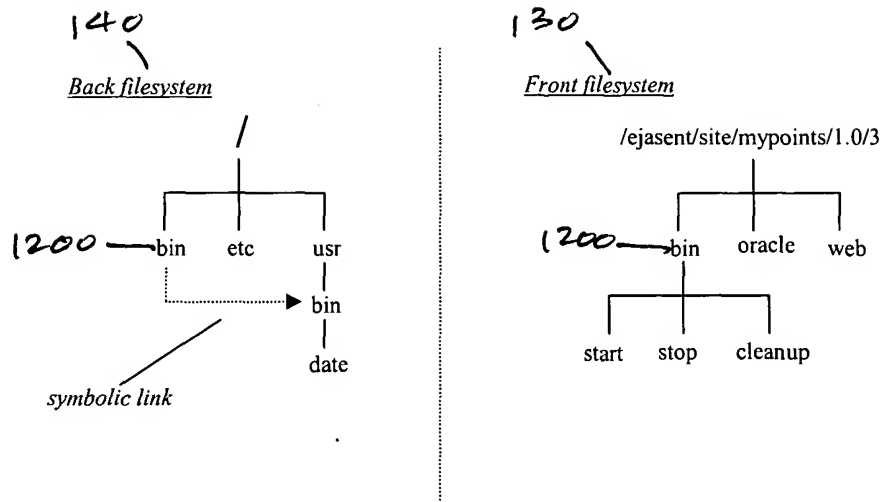 140
Back filesystem
/
1200 bin etc usr
bin
date
symbolic link
130
Front filesystem
/ejasent/site/mypoints/1.0/3
1200 bin oracle web
start stop cleanup